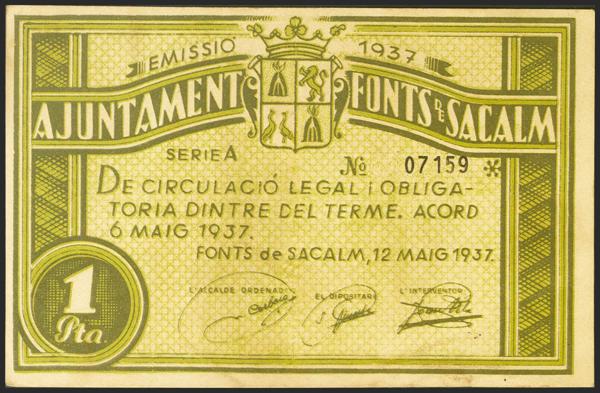 EMISSIÓ 1937
AJUNTAMENT FONTS DE SACALM
SERIE A Nº 07159 *
DE CIRCULACIÓ LEGAL I OBLIGA-
TORIA DINTRE DEL TERME. ACORD
6 MAIG 1937.
FONTS de SACALM, 12 MAIG 1937.
L'ALCALDE ORDENADOR EL DIPOSITARI L'INTERVENTOR
1
Pta.